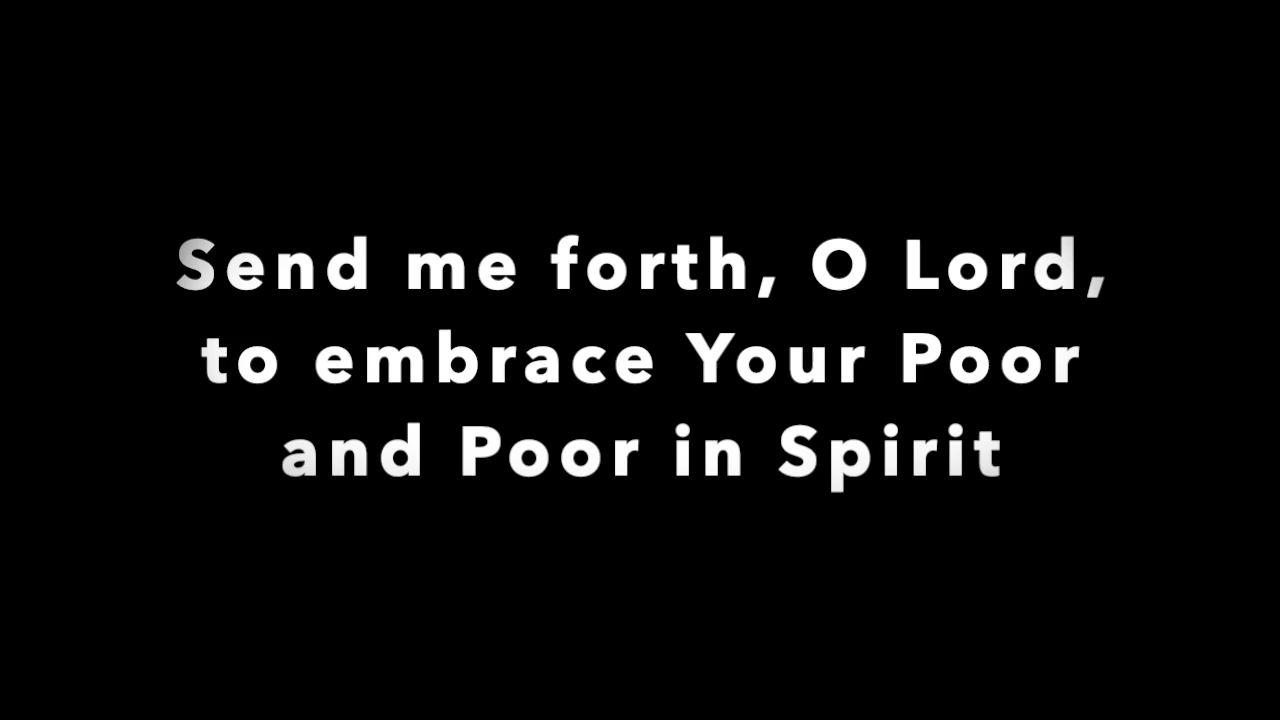 Send me forth, O Lord,
to embrace Your Poor
and Poor in Spirit